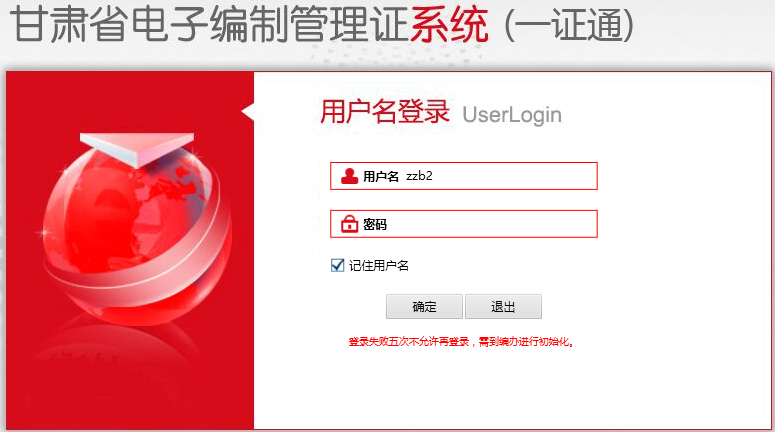 甘肃省电子编制管理证系统 (一证通)
用户名登录 UserLogin
用户名 zzb2
密码
记住用户名
确定 退出
登录失败五次不允许再登录，需到编办进行初始化。